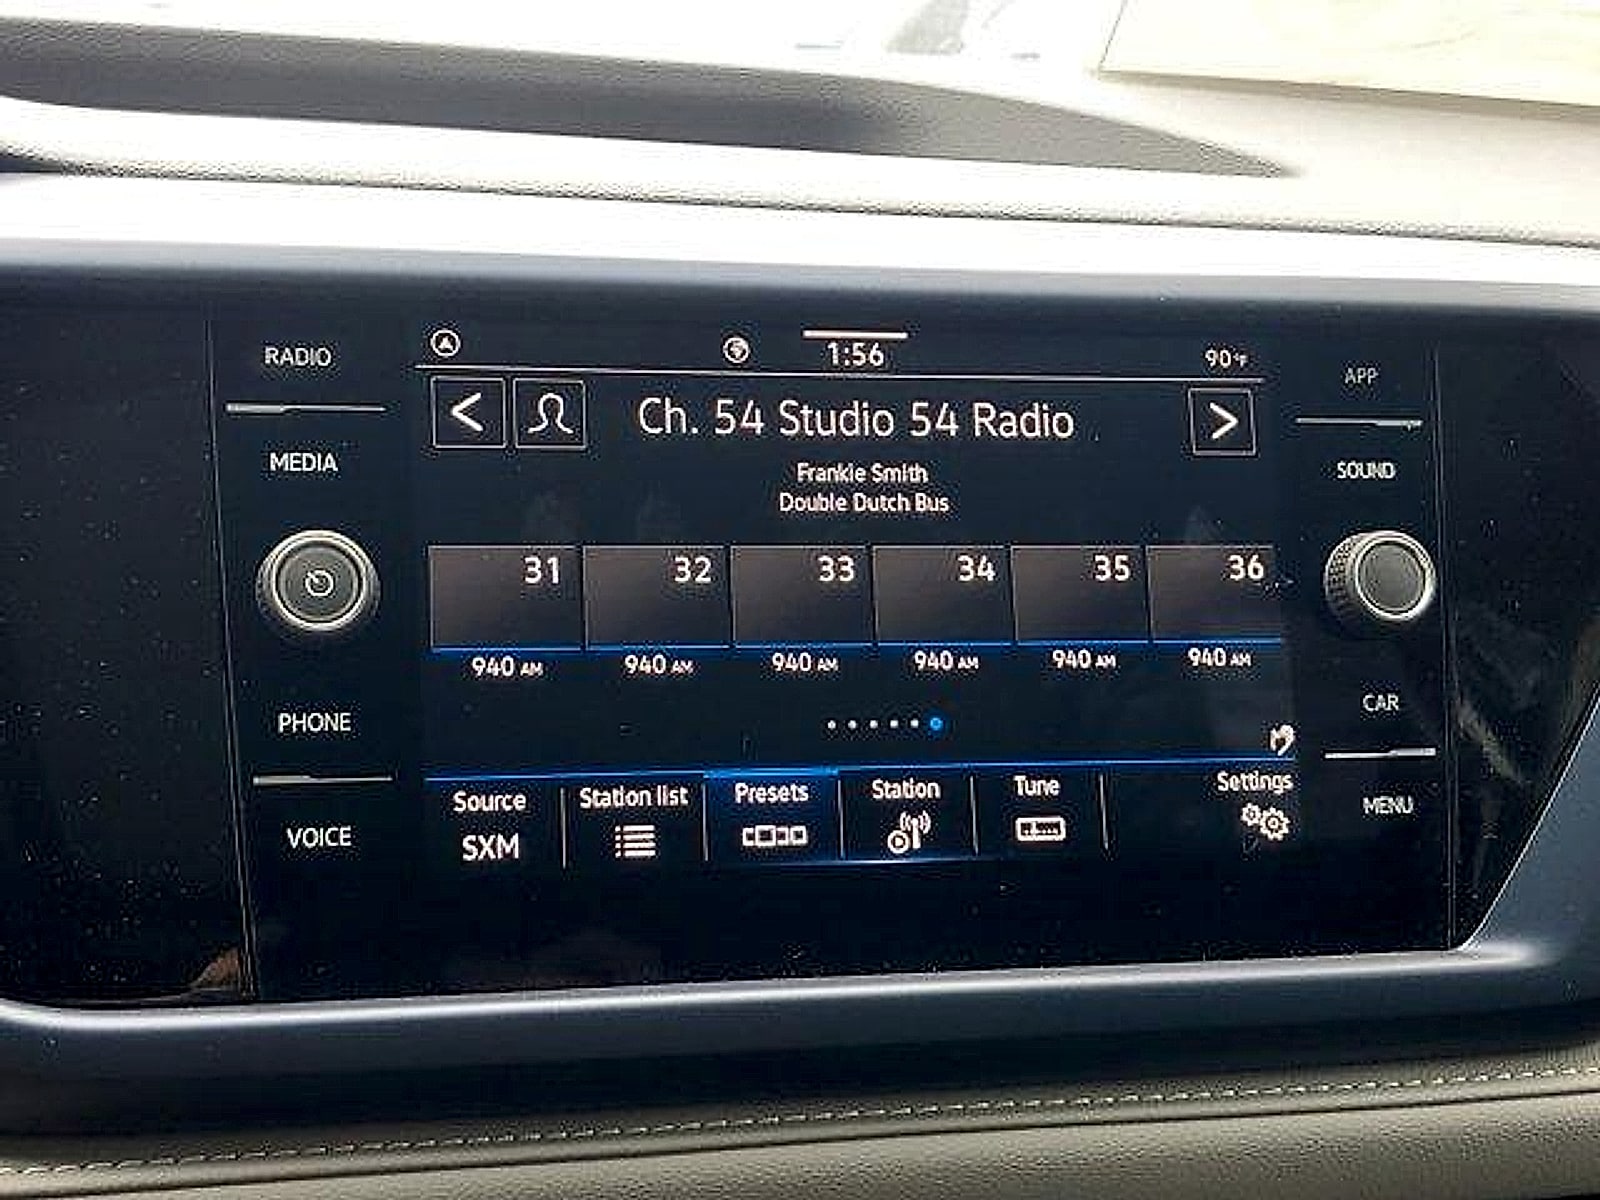 RADIO
MEDIA
PHONE
VOICE
1:56
90°F
Ch. 54 Studio 54 Radio
Frankie Smith
Double Dutch Bus
31 32 33 34 35 36
940 AM 940 AM 940 AM 940 AM 940 AM 940 AM
Source Station list Presets Station Tune Settings
SXM
APP
SOUND
CAR
MENU